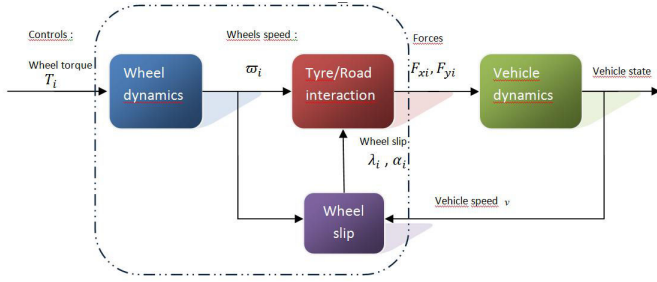 Controls :
Wheels speed :
Forces
Wheel torque
T_i
Wheel
dynamics
ϖ_i
Tyre/Road
interaction
F_xi, F_yi
Vehicle
dynamics
Vehicle state
Wheel slip
λ_i , α_i
Wheel
slip
Vehicle speed v